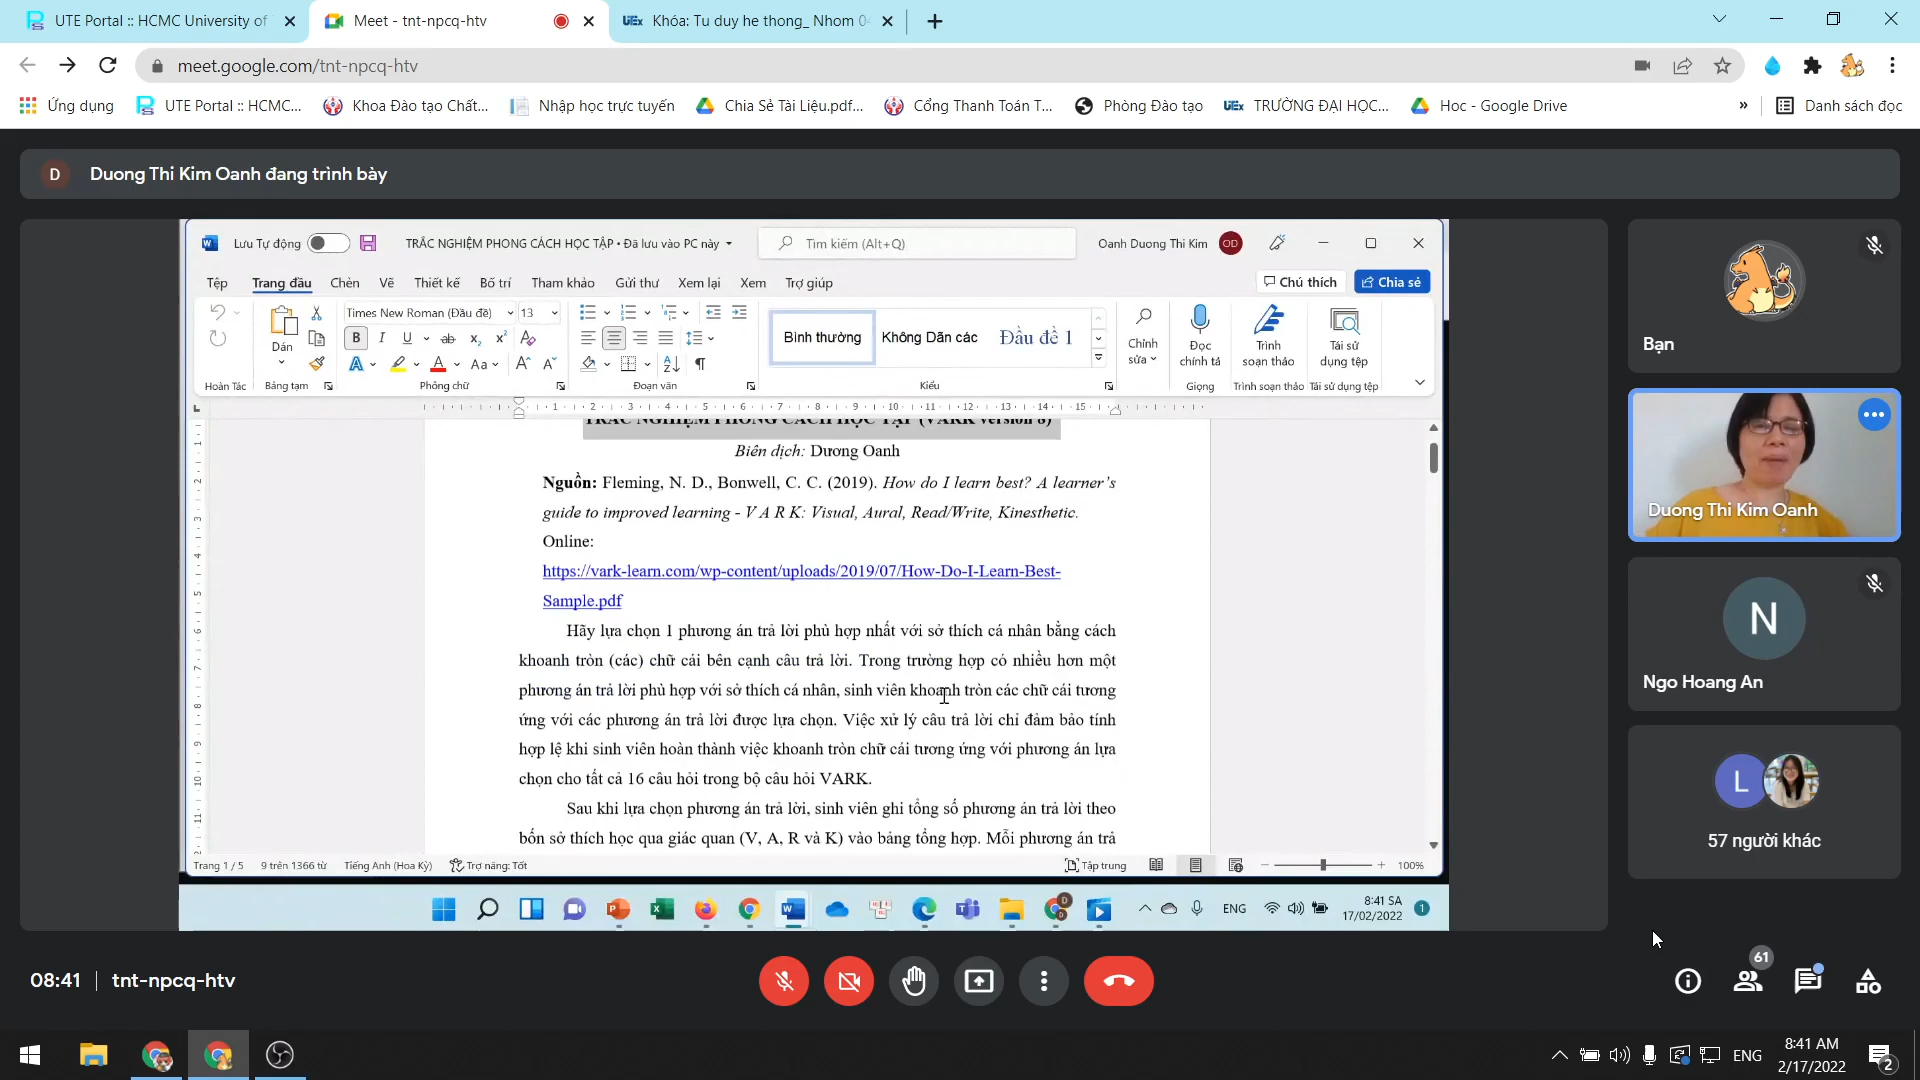 UTE Portal :: HCMC University of
Meet - tnt-npcq-htv
UEx Khóa: Tu duy he thong_ Nhom 04
meet.google.com/tnt-npcq-htv
Ứng dụng
UTE Portal :: HCMC...
Khoa Đào tạo Chất...
Nhập học trực tuyến
Chia Sẻ Tài Liệu.pdf...
Cổng Thanh Toán T...
Phòng Đào tạo
UEx TRƯỜNG ĐẠI HỌC...
Hoc - Google Drive
»
Danh sách đọc
D Duong Thi Kim Oanh đang trình bày
Lưu Tự động
TRẮC NGHIỆM PHONG CÁCH HỌC TẬP • Đã lưu vào PC này
Tìm kiếm (Alt+Q)
Oanh Duong Thi Kim OD
Tệp Trang đầu Chèn Vẽ Thiết kế Bố trí Tham khảo Gửi thư Xem lại Xem Trợ giúp
Chú thích
Chia sẻ
Times New Roman (Đầu đề) 13
Dán
Bình thường
Không Dãn các
Đầu đề 1
Chỉnh sửa
Đọc chính tả
Trình soạn thảo
Tái sử dụng tệp
Hoàn Tác
Bảng tạm
Phông chữ
Đoạn văn
Kiểu
Giọng
Trình soạn thảo
Tái sử dụng tệp
TRẮC NGHIỆM PHONG CÁCH HỌC TẬP (VARK version 8)
Biên dịch: Dương Oanh
Nguồn: Fleming, N. D., Bonwell, C. C. (2019). How do I learn best? A learner's
guide to improved learning - V A R K: Visual, Aural, Read/Write, Kinesthetic.
Online:
https://vark-learn.com/wp-content/uploads/2019/07/How-Do-I-Learn-Best-
Sample.pdf
Hãy lựa chọn 1 phương án trả lời phù hợp nhất với sở thích cá nhân bằng cách
khoanh tròn (các) chữ cái bên cạnh câu trả lời. Trong trường hợp có nhiều hơn một
phương án trả lời phù hợp với sở thích cá nhân, sinh viên khoanh tròn các chữ cái tương
ứng với các phương án trả lời được lựa chọn. Việc xử lý câu trả lời chỉ đảm bảo tính
hợp lệ khi sinh viên hoàn thành việc khoanh tròn chữ cái tương ứng với phương án lựa
chọn cho tất cả 16 câu hỏi trong bộ câu hỏi VARK.
Sau khi lựa chọn phương án trả lời, sinh viên ghi tổng số phương án trả lời theo
bốn sở thích học qua giác quan (V, A, R và K) vào bảng tổng hợp. Mỗi phương án trả
Trang 1 / 5
9 trên 1366 từ
Tiếng Anh (Hoa Kỳ)
Trợ năng: Tốt
Tập trung
100%
ENG
8:41 SA
17/02/2022
1
Bạn
Duong Thi Kim Oanh
N
Ngo Hoang An
L
57 người khác
08:41 | tnt-npcq-htv
61
ENG
8:41 AM
2/17/2022
2